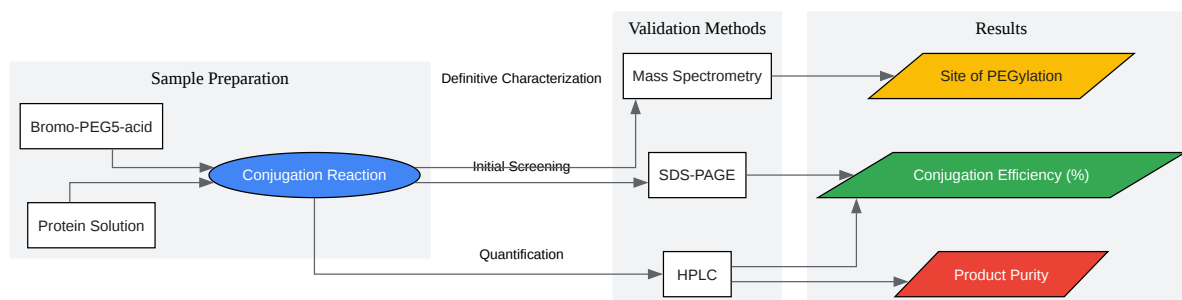 Sample Preparation
Bromo-PEG5-acid
Protein Solution
Conjugation Reaction
Definitive Characterization
Initial Screening
Quantification
Validation Methods
Mass Spectrometry
SDS-PAGE
HPLC
Results
Site of PEGylation
Conjugation Efficiency (%)
Product Purity